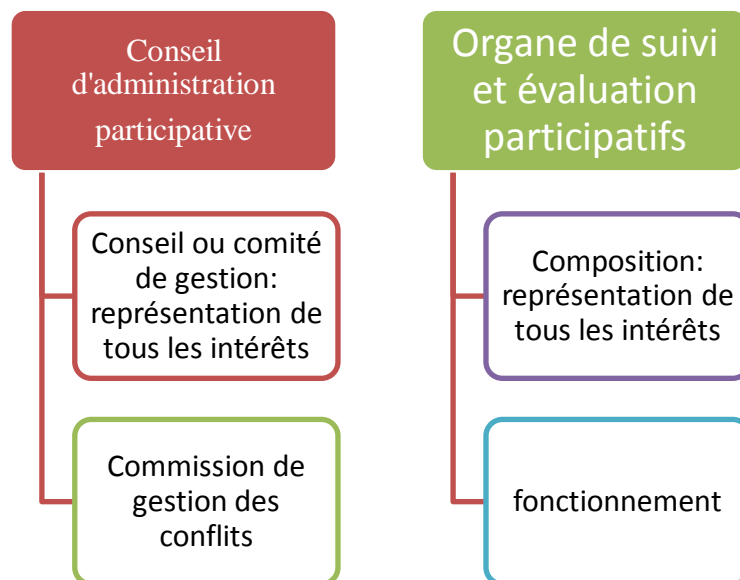 Conseil
d'administration
participative
Conseil ou comité
de gestion:
représentation de
tous les intérêts
Commission de
gestion des
conflits
Organe de suivi
et évaluation
participatifs
Composition:
représentation de
tous les intérêts
fonctionnement